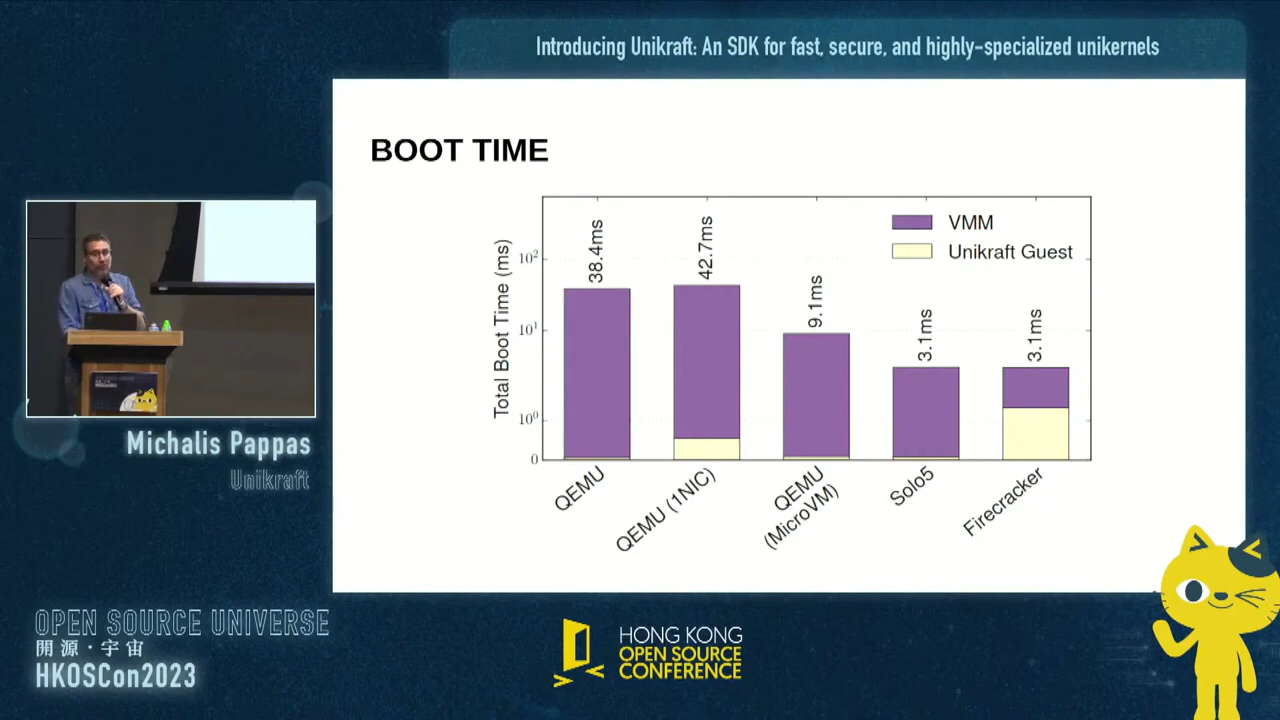 Introducing Unikraft: An SDK for fast, secure, and highly-specialized unikernels
BOOT TIME
Total Boot Time (ms)
10²
10¹
10⁰
0
38.4ms
42.7ms
9.1ms
3.1ms
3.1ms
VMM
Unikraft Guest
QEMU
QEMU (1NIC)
QEMU
(MicroVM)
Solo5
Firecracker
Michalis Pappas
Unikraft
OPEN SOURCE UNIVERSE
開源·宇宙
HKOSCon2023
HONG KONG
OPEN SOURCE
CONFERENCE